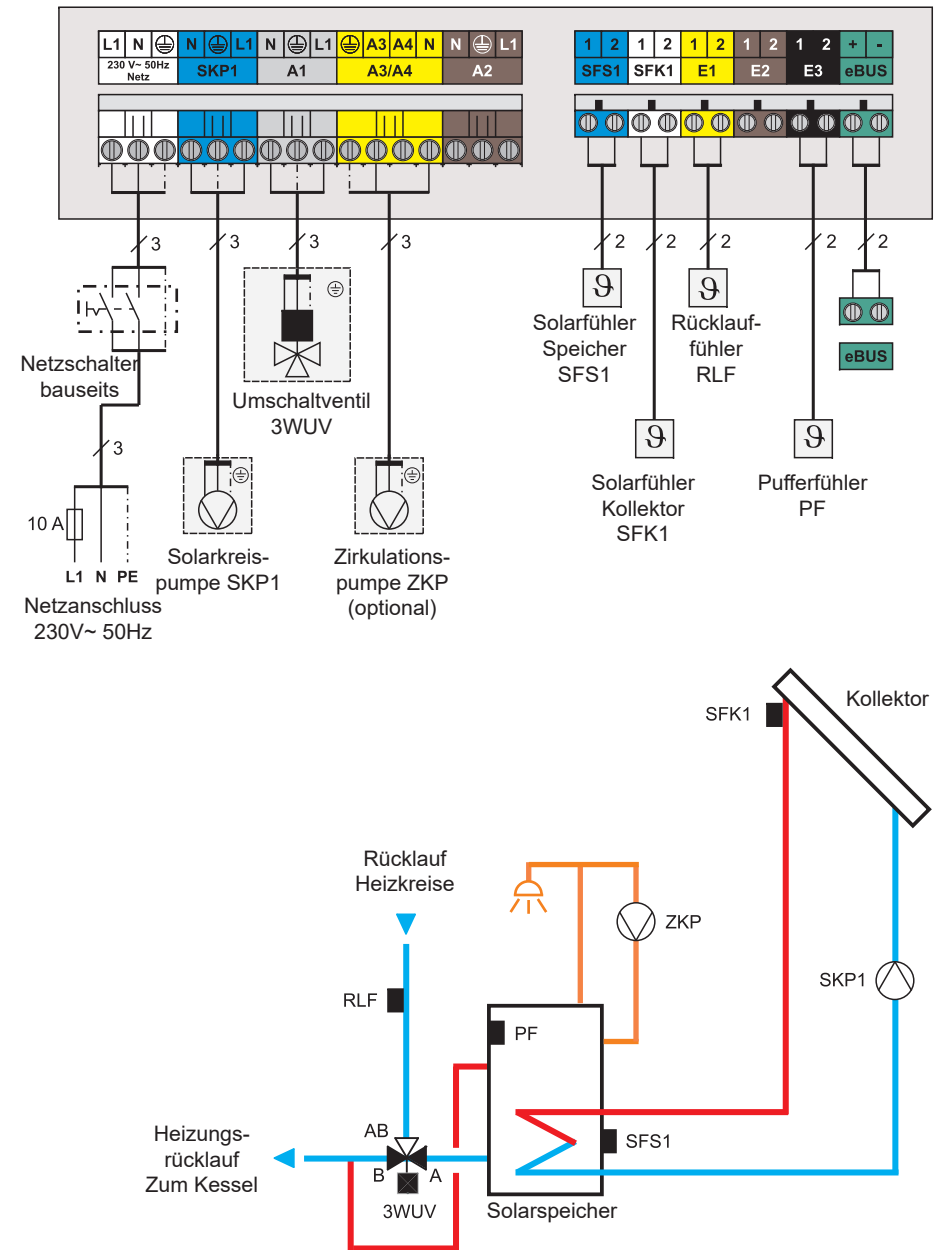 L1 N N L1 N L1 A3 A4 N N L1 1 2 1 2 1 2 1 2 1 2 + -
230 V~ 50Hz
Netz
SKP1 A1 A3/A4 A2 SFS1 SFK1 E1 E2 E3 eBUS
3 3 3 3 2 2 2 2 2
ϑ ϑ
Netzschalter
bauseits
Umschaltventil
3WUV
Solarfühler
Speicher
SFS1
Rücklauf-
fühler
RLF
eBUS
3
ϑ ϑ
10 A
L1 N PE
Netzanschluss
230V~ 50Hz
Solarkreis-
pumpe SKP1
Zirkulations-
pumpe ZKP
(optional)
Solarfühler
Kollektor
SFK1
Pufferfühler
PF
Kollektor
SFK1
Rücklauf
Heizkreise
ZKP
SKP1
RLF
PF
AB
SFS1
Heizungs-
rücklauf
Zum Kessel
B A
3WUV
Solarspeicher